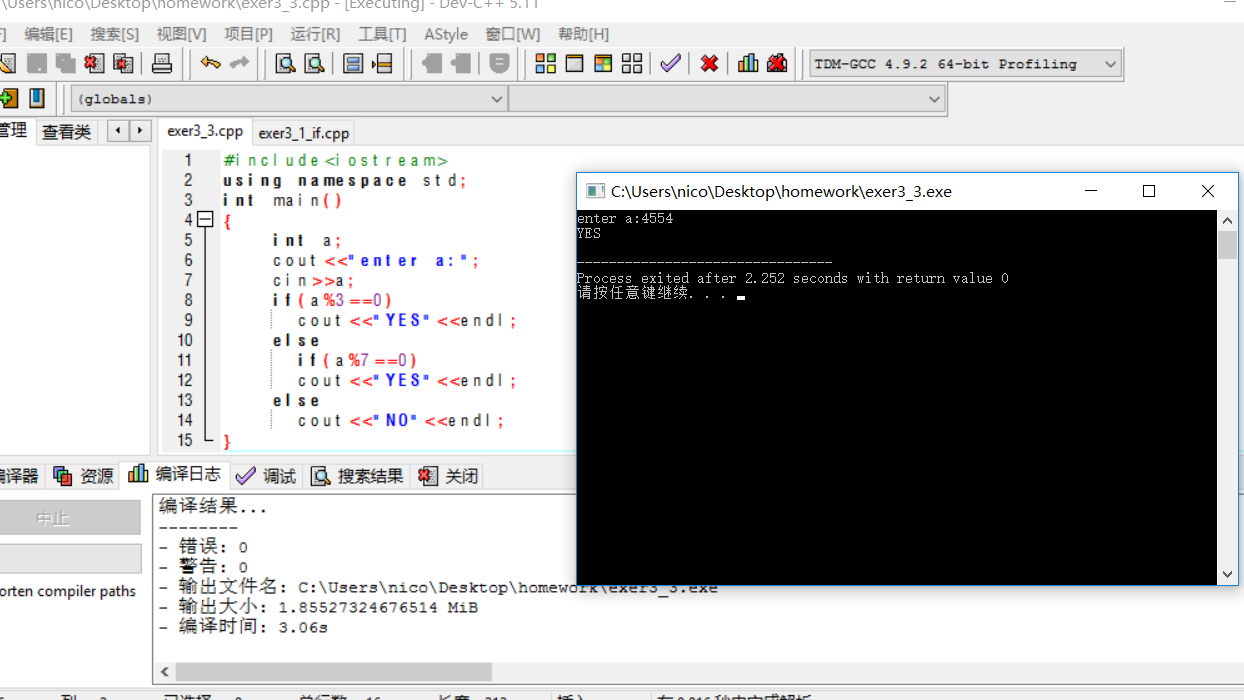 \Users\nico\Desktop\homework\exer3_3.cpp - [Executing] - Dev-C++ 5.11
编辑[E] 搜索[S] 视图[V] 项目[P] 运行[R] 工具[T] AStyle 窗口[W] 帮助[H]
TDM-GCC 4.9.2 64-bit Profiling
(globals)
管理 查看类 exer3_3.cpp exer3_1_if.cpp
1 #include<iostream>
2 using namespace std;
3 int main()
4 {
5 int a;
6 cout<<"enter a:";
7 cin>>a;
8 if(a%3==0)
9 cout<<"YES"<<endl;
10 else
11 if(a%7==0)
12 cout<<"YES"<<endl;
13 else
14 cout<<"NO"<<endl;
15 }
C:\Users\nico\Desktop\homework\exer3_3.exe
enter a:4554
YES
--------------------------------
Process exited after 2.252 seconds with return value 0
请按任意键继续. . .
编译器 资源 编译日志 调试 搜索结果 关闭
中止
orten compiler paths
编译结果...
--------
- 错误: 0
- 警告: 0
- 输出文件名: C:\Users\nico\Desktop\homework\exer3_3.exe
- 输出大小: 1.85527324676514 MiB
- 编译时间: 3.06s